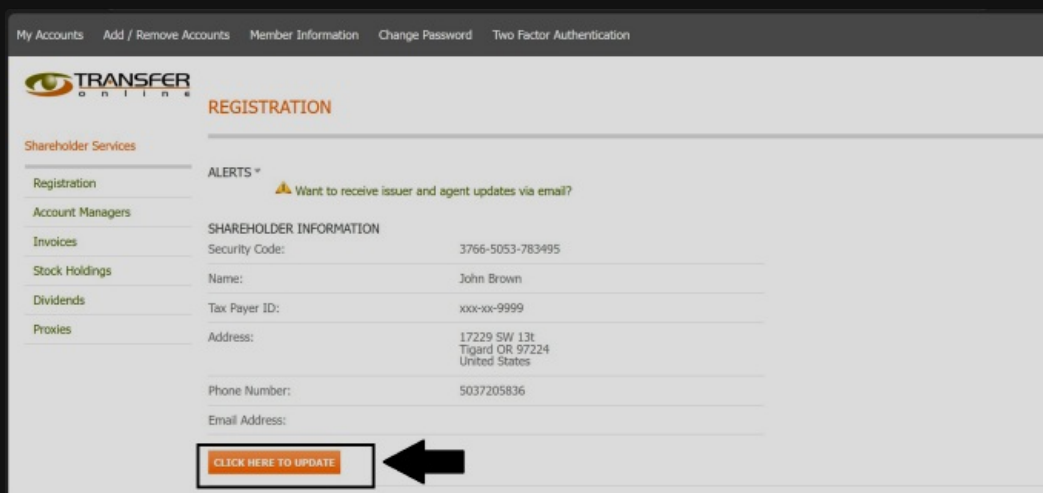 My Accounts Add / Remove Accounts Member Information Change Password Two Factor Authentication
TRANSFER
online
REGISTRATION
Shareholder Services
Registration
Account Managers
Invoices
Stock Holdings
Dividends
Proxies
ALERTS *
Want to receive issuer and agent updates via email?
SHAREHOLDER INFORMATION
Security Code: 3766-5053-783495
Name: John Brown
Tax Payer ID: xxx-xx-9999
Address: 17229 SW 13t
Tigard OR 97224
United States
Phone Number: 5037205836
Email Address:
CLICK HERE TO UPDATE